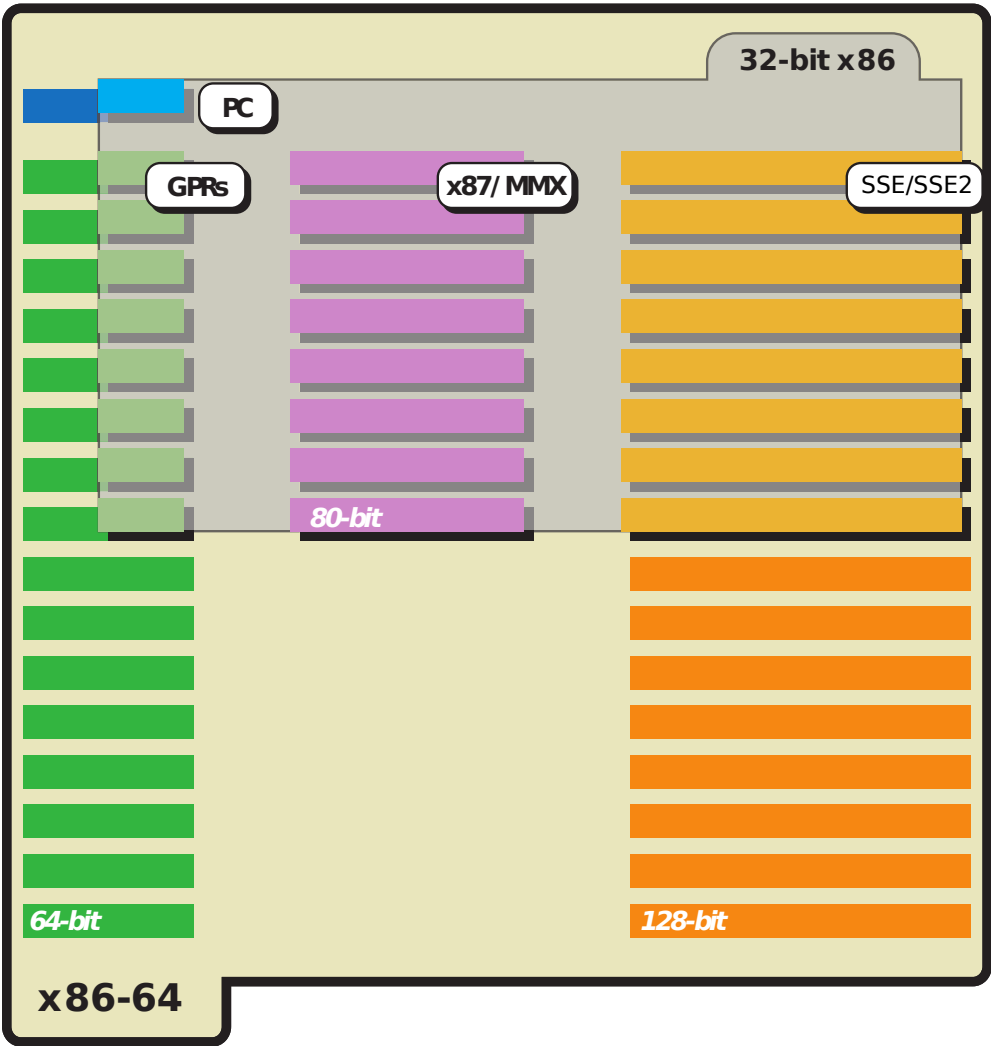 32-bit x86
PC
GPRs
x87/MMX
SSE/SSE2
80-bit
64-bit
128-bit
x86-64